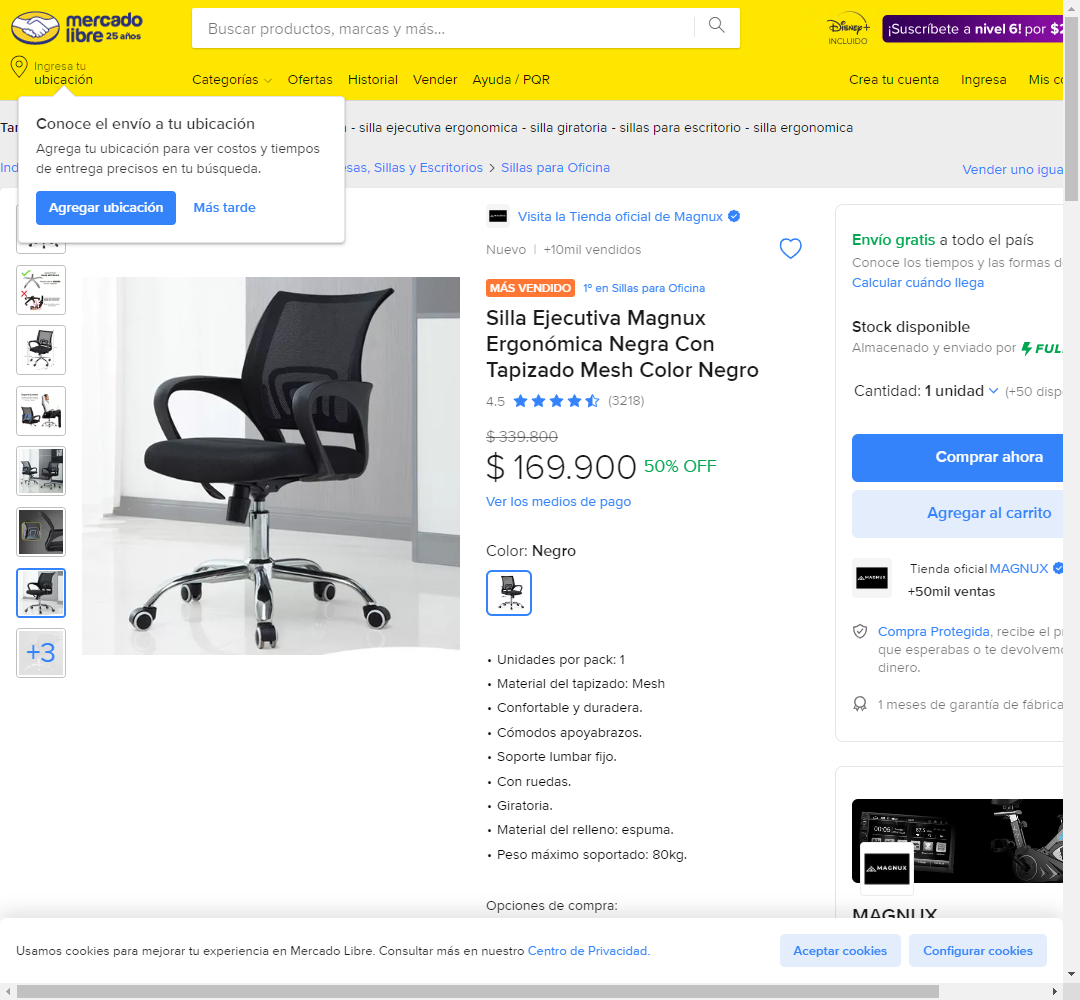 mercado
libre 25 años
Buscar productos, marcas y más...
Disney+
INCLUIDO
¡Suscríbete a nivel 6! por $2
Ingresa tu
ubicación
Categorías
Ofertas
Historial
Vender
Ayuda / PQR
Crea tu cuenta
Ingresa
Mis co
Conoce el envío a tu ubicación
Agrega tu ubicación para ver costos y tiempos
de entrega precisos en tu búsqueda.
Agregar ubicación
Más tarde
- silla ejecutiva ergonomica - silla giratoria - sillas para escritorio - silla ergonomica
esas, Sillas y Escritorios > Sillas para Oficina
Vender uno igua
Visita la Tienda oficial de Magnux
Nuevo | +10mil vendidos
MÁS VENDIDO
1º en Sillas para Oficina
Silla Ejecutiva Magnux
Ergonómica Negra Con
Tapizado Mesh Color Negro
4.5 (3218)
$ 339.800
$ 169.900 50% OFF
Ver los medios de pago
Color: Negro
+3
• Unidades por pack: 1
• Material del tapizado: Mesh
• Confortable y duradera.
• Cómodos apoyabrazos.
• Soporte lumbar fijo.
• Con ruedas.
• Giratoria.
• Material del relleno: espuma.
• Peso máximo soportado: 80kg.
Opciones de compra:
Envío gratis a todo el país
Conoce los tiempos y las formas d
Calcular cuándo llega
Stock disponible
Almacenado y enviado por FUL
Cantidad: 1 unidad (+50 disp
Comprar ahora
Agregar al carrito
MAGNUX
Tienda oficial MAGNUX
+50mil ventas
Compra Protegida, recibe el pr
que esperabas o te devolvemo
dinero.
1 meses de garantía de fábrica
MAGNUX
MAGNUX
Usamos cookies para mejorar tu experiencia en Mercado Libre. Consultar más en nuestro Centro de Privacidad.
Aceptar cookies
Configurar cookies